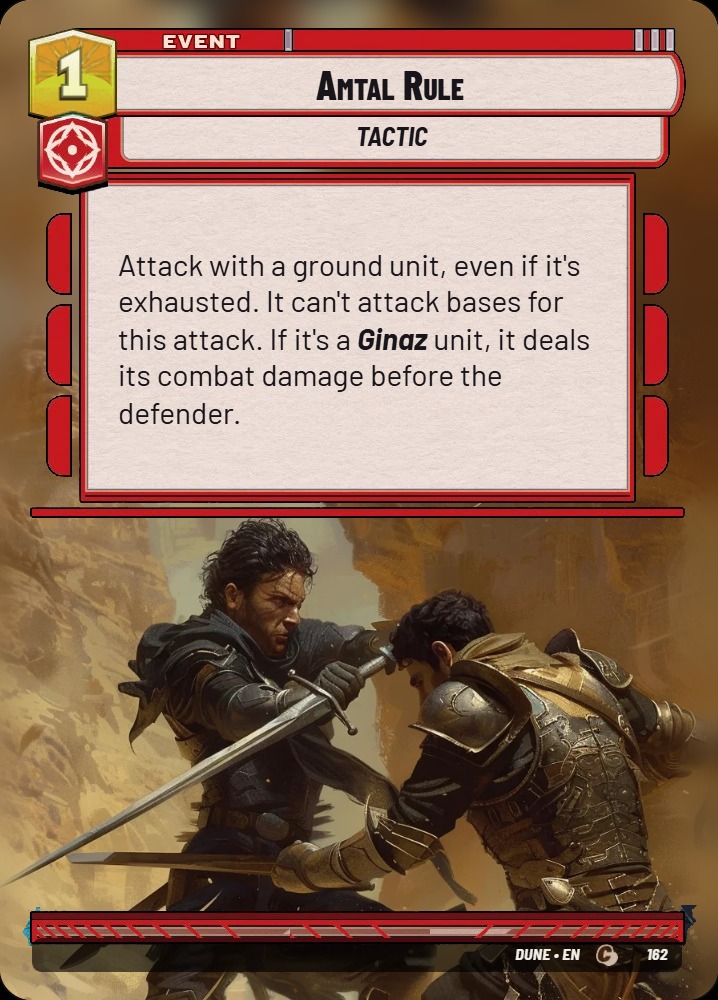 EVENT
1
AMTAL RULE
TACTIC
Attack with a ground unit, even if it's
exhausted. It can't attack bases for
this attack. If it's a Ginaz unit, it deals
its combat damage before the
defender.
DUNE • EN C 162